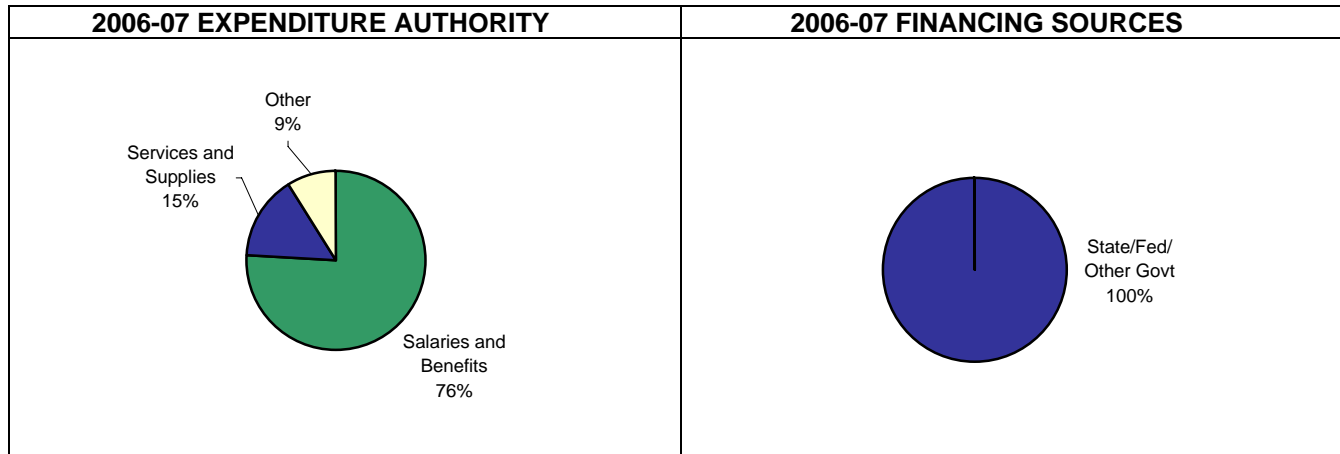 2006-07 EXPENDITURE AUTHORITY
2006-07 FINANCING SOURCES
Other
9%
Services and
Supplies
15%
Salaries and
Benefits
76%
State/Fed/
Other Govt
100%